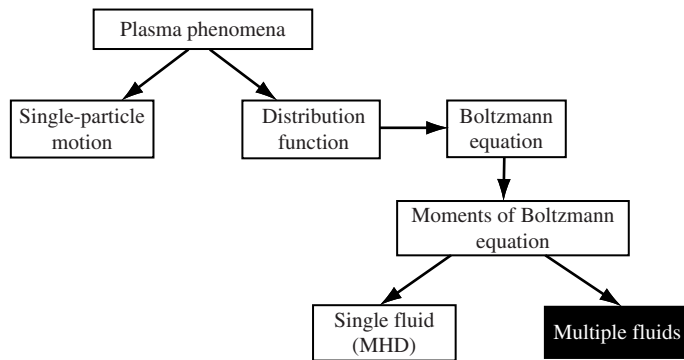 Plasma phenomena
Single-particle
motion
Distribution
function
Boltzmann
equation
Moments of Boltzmann
equation
Single fluid
(MHD)
Multiple fluids